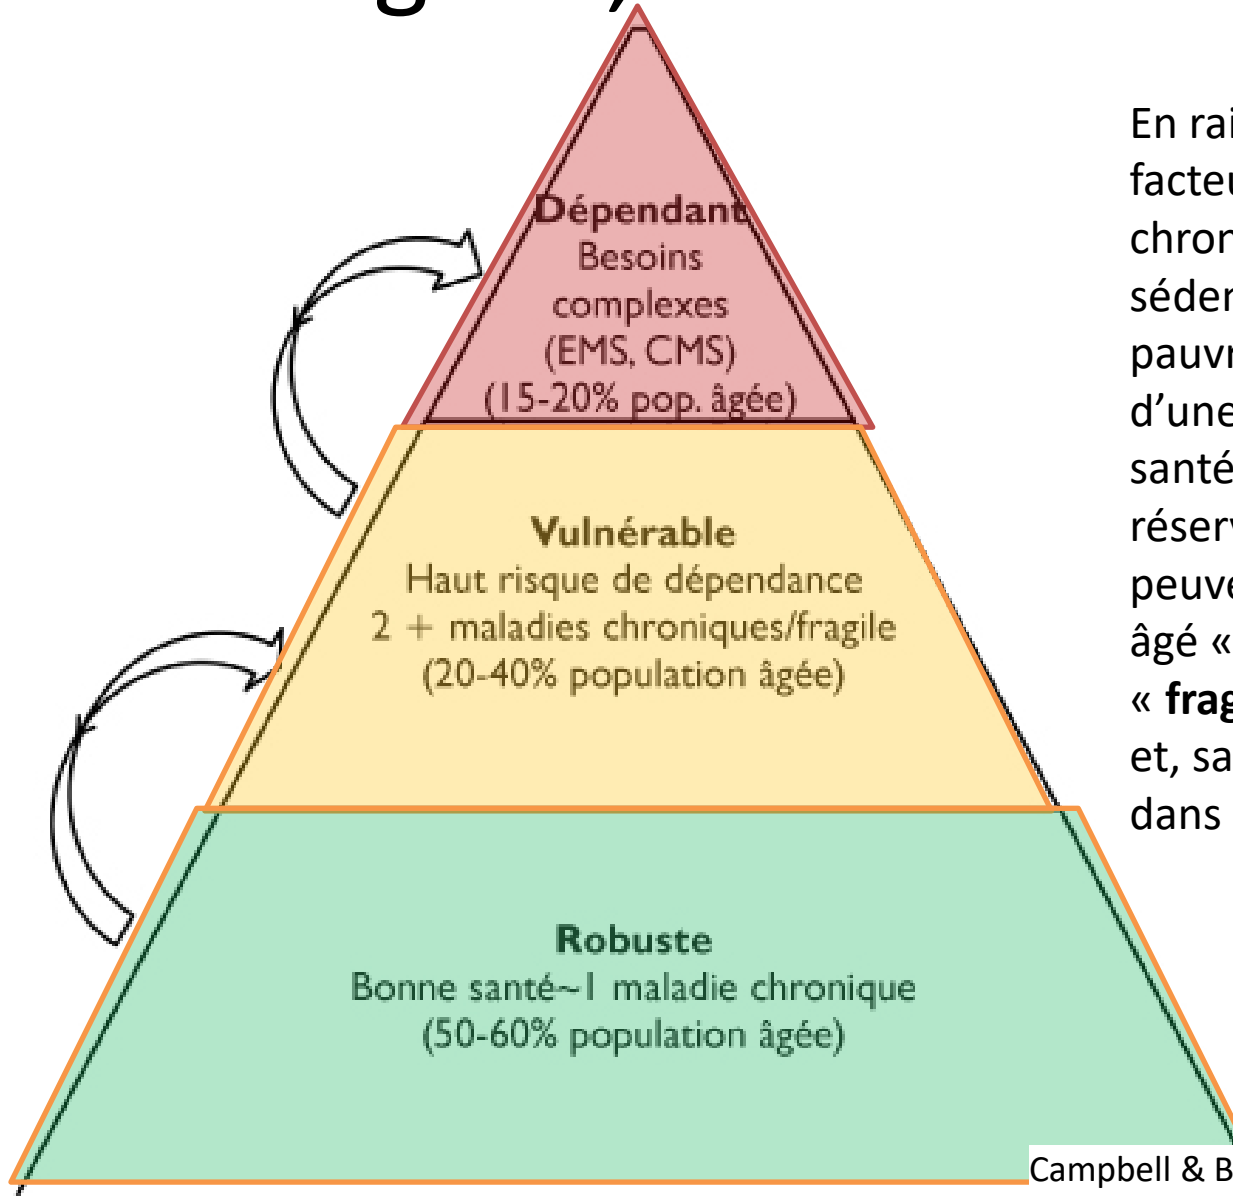 Dépendant
Besoins
complexes
(EMS, CMS)
(15-20% pop. âgée)
Vulnérable
Haut risque de dépendance
2 + maladies chroniques/fragile
(20-40% population âgée)
Robuste
Bonne santé~1 maladie chronique
(50-60% population âgée)
En rai
facteu
chron
séder
pauvr
d’une
santé
réserv
peuve
âgé «
« frag
et, sa
dans
Campbell & B